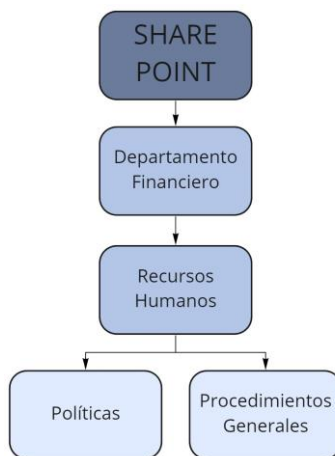 SHARE
POINT
Departamento
Financiero
Recursos
Humanos
Políticas
Procedimientos
Generales